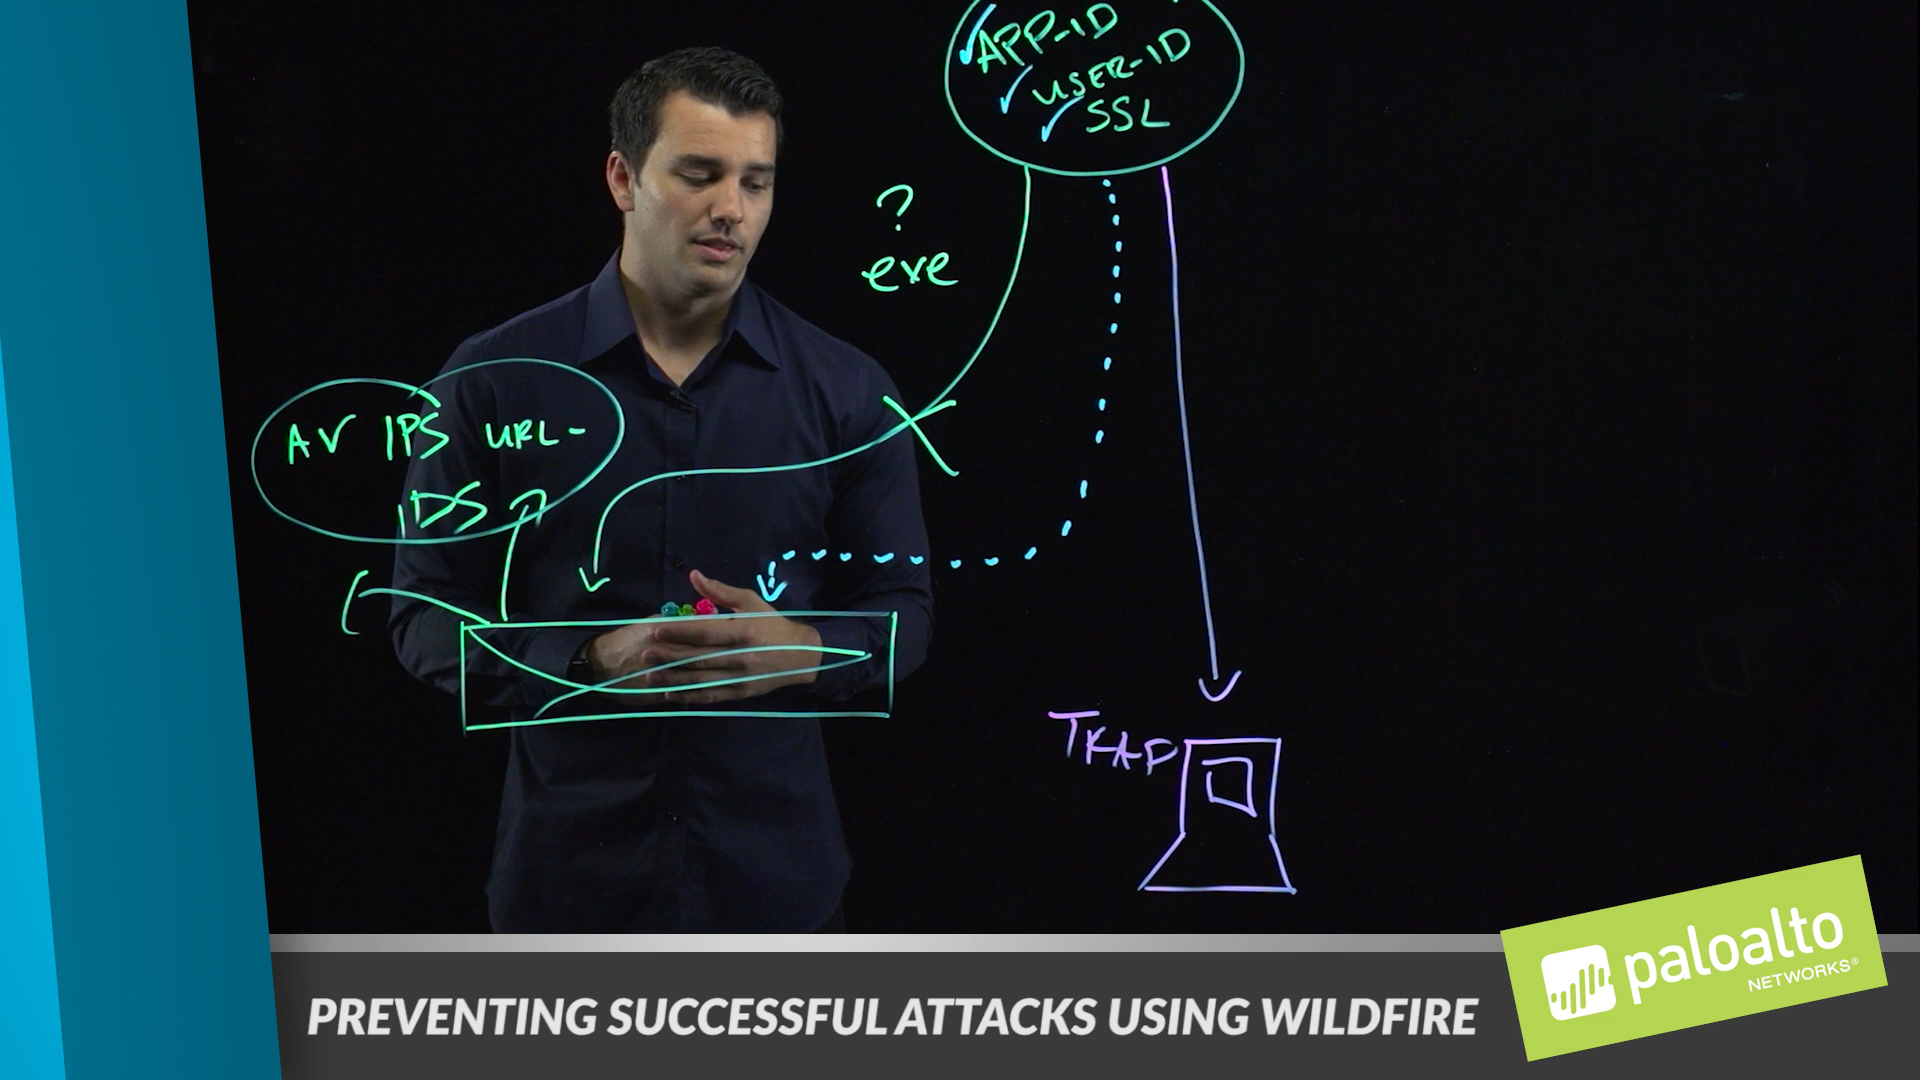 APP-ID
USER-ID
SSL
?
exe
AV IPS URL-
IDS
TRAP
paloalto
NETWORKS®
PREVENTING SUCCESSFUL ATTACKS USING WILDFIRE